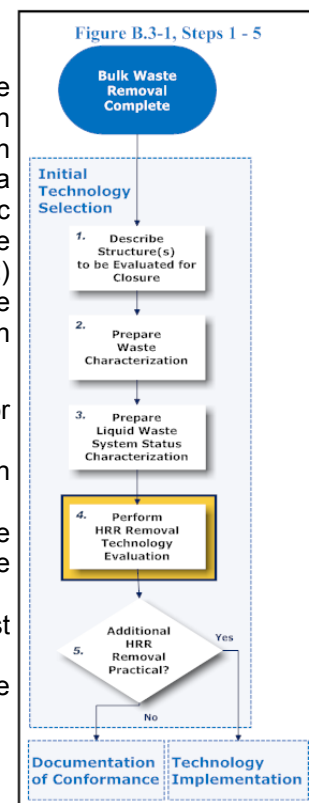 Figure B.3-1, Steps 1 - 5
Bulk Waste
Removal
Complete
Initial
Technology
Selection
1. Describe
Structure(s)
to be Evaluated for
Closure
2. Prepare
Waste
Characterization
3. Prepare
Liquid Waste
System Status
Characterization
4. Perform
HRR Removal
Technology
Evaluation
Additional
HRR
5. Removal
Practical?
Yes
No
Documentation
of Conformance
Technology
Implementation